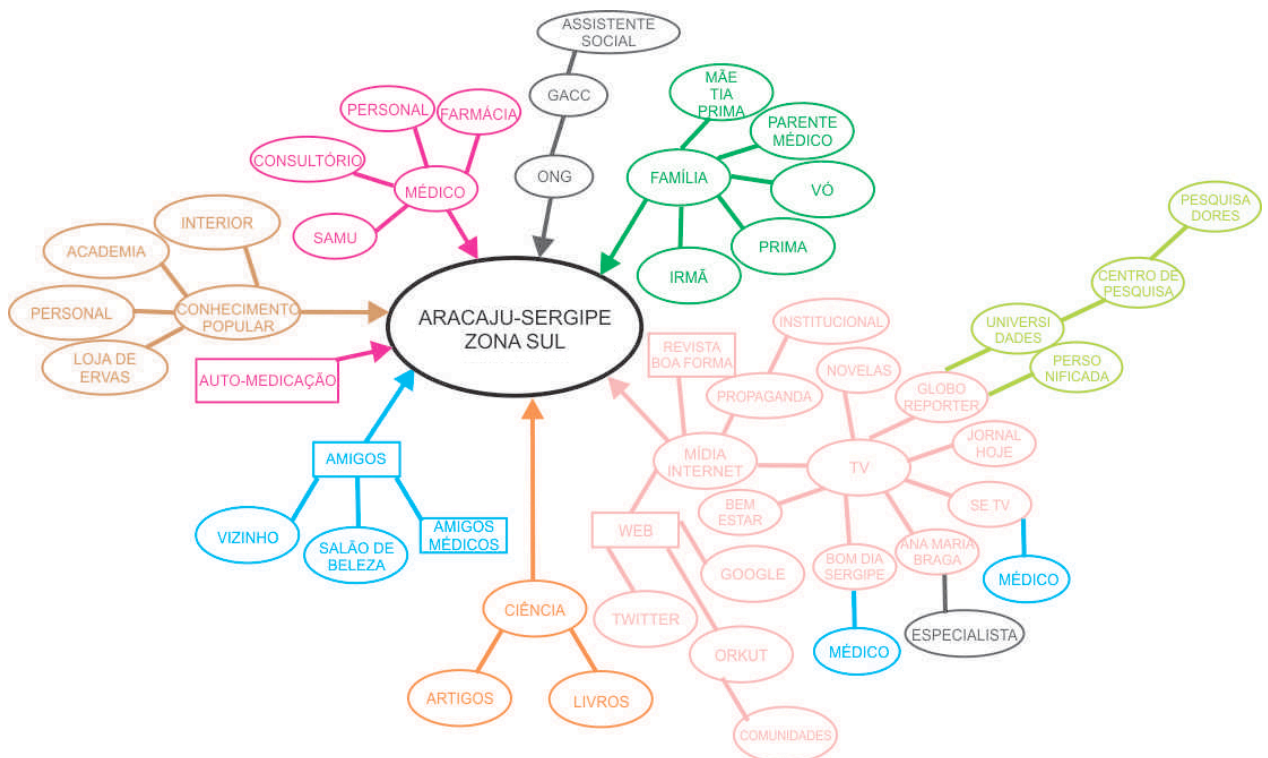 ASSISTENTE
SOCIAL
GACC
ONG
PERSONAL
FARMÁCIA
CONSULTÓRIO
MÉDICO
SAMU
MÃE
TIA
PRIMA
PARENTE
MÉDICO
FAMÍLIA
VÓ
PRIMA
IRMÃ
INTERIOR
ACADEMIA
PERSONAL
CONHECIMENTO
POPULAR
LOJA DE
ERVAS
ARACAJU-SERGIPE
ZONA SUL
AUTO-MEDICAÇÃO
AMIGOS
VIZINHO
SALÃO DE
BELEZA
AMIGOS
MÉDICOS
CIÊNCIA
ARTIGOS
LIVROS
REVISTA
BOA FORMA
INSTITUCIONAL
PROPAGANDA
MÍDIA
INTERNET
WEB
TWITTER
GOOGLE
ORKUT
COMUNIDADES
NOVELAS
GLOBO
REPORTER
TV
JORNAL
HOJE
BEM
ESTAR
SE TV
BOM DIA
SERGIPE
ANA MARIA
BRAGA
MÉDICO
MÉDICO
ESPECIALISTA
PESQUISA
DORES
CENTRO DE
PESQUISA
UNIVERSI
DADES
PERSO
NIFICADA